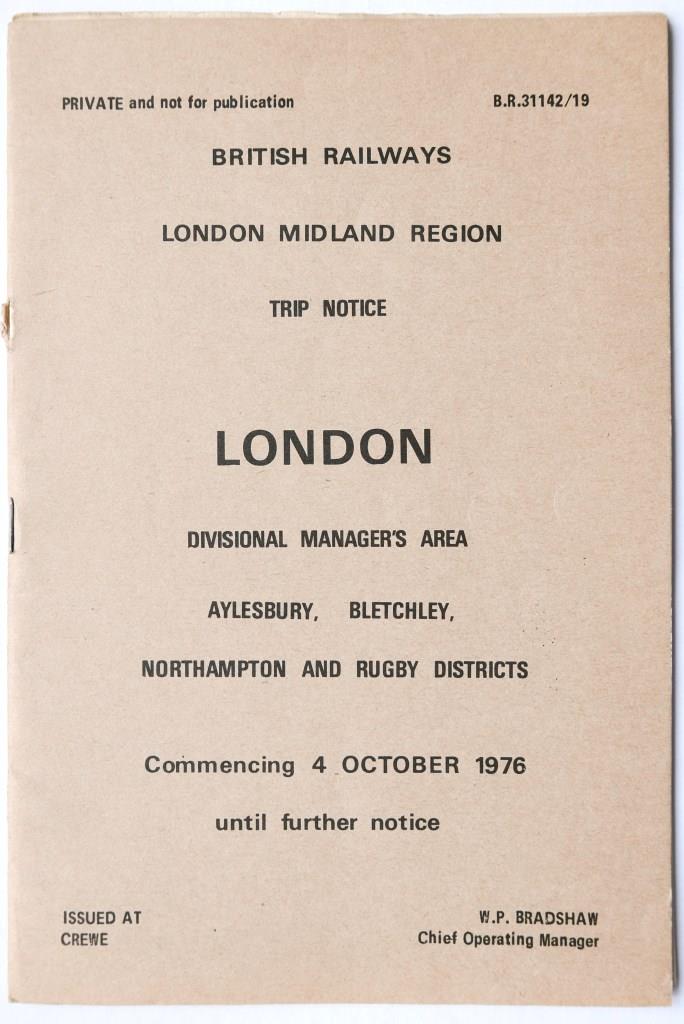 PRIVATE and not for publication B.R.31142/19
BRITISH RAILWAYS
LONDON MIDLAND REGION
TRIP NOTICE
LONDON
DIVISIONAL MANAGER'S AREA
AYLESBURY, BLETCHLEY,
NORTHAMPTON AND RUGBY DISTRICTS
Commencing 4 OCTOBER 1976
until further notice
ISSUED AT W.P. BRADSHAW
CREWE Chief Operating Manager